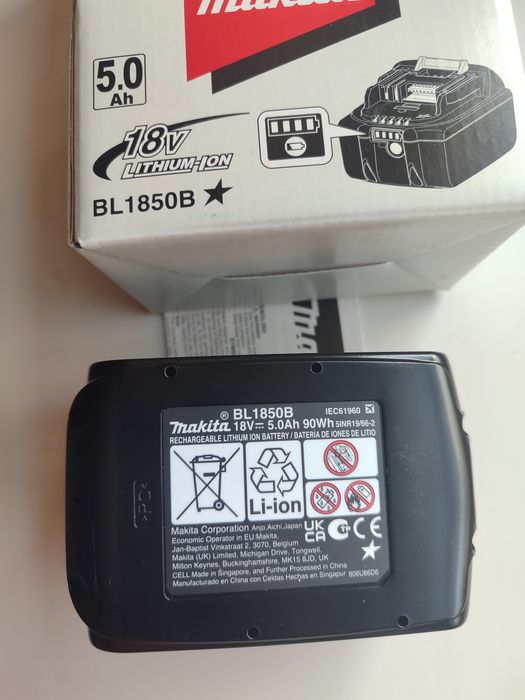 5.0
Ah
18V
LITHIUM-ION
BL1850B
PC
® BL1850B IEC61960
makita 18V 5.0Ah 90Wh 5INR19/66-2
RECHARGEABLE LITHIUM ION BATTERY / BATERÍA DE IONES DE LITIO
Li-ion
Makita Corporation Anjo,Aichi,Japan
Economic Operator in EU:Makita,
Jan-Baptist Vinkstraat 2, 3070, Belgium
Makita (UK) Limited, Michigan Drive, Tongwell,
Milton Keynes, Buckinghamshire, MK15 8JD, UK
CELL Made in Singapore, and Further Processed in China
Manufacturado en China con Celdas Hechas en Singapur 606U86D6
UK
CA
CE